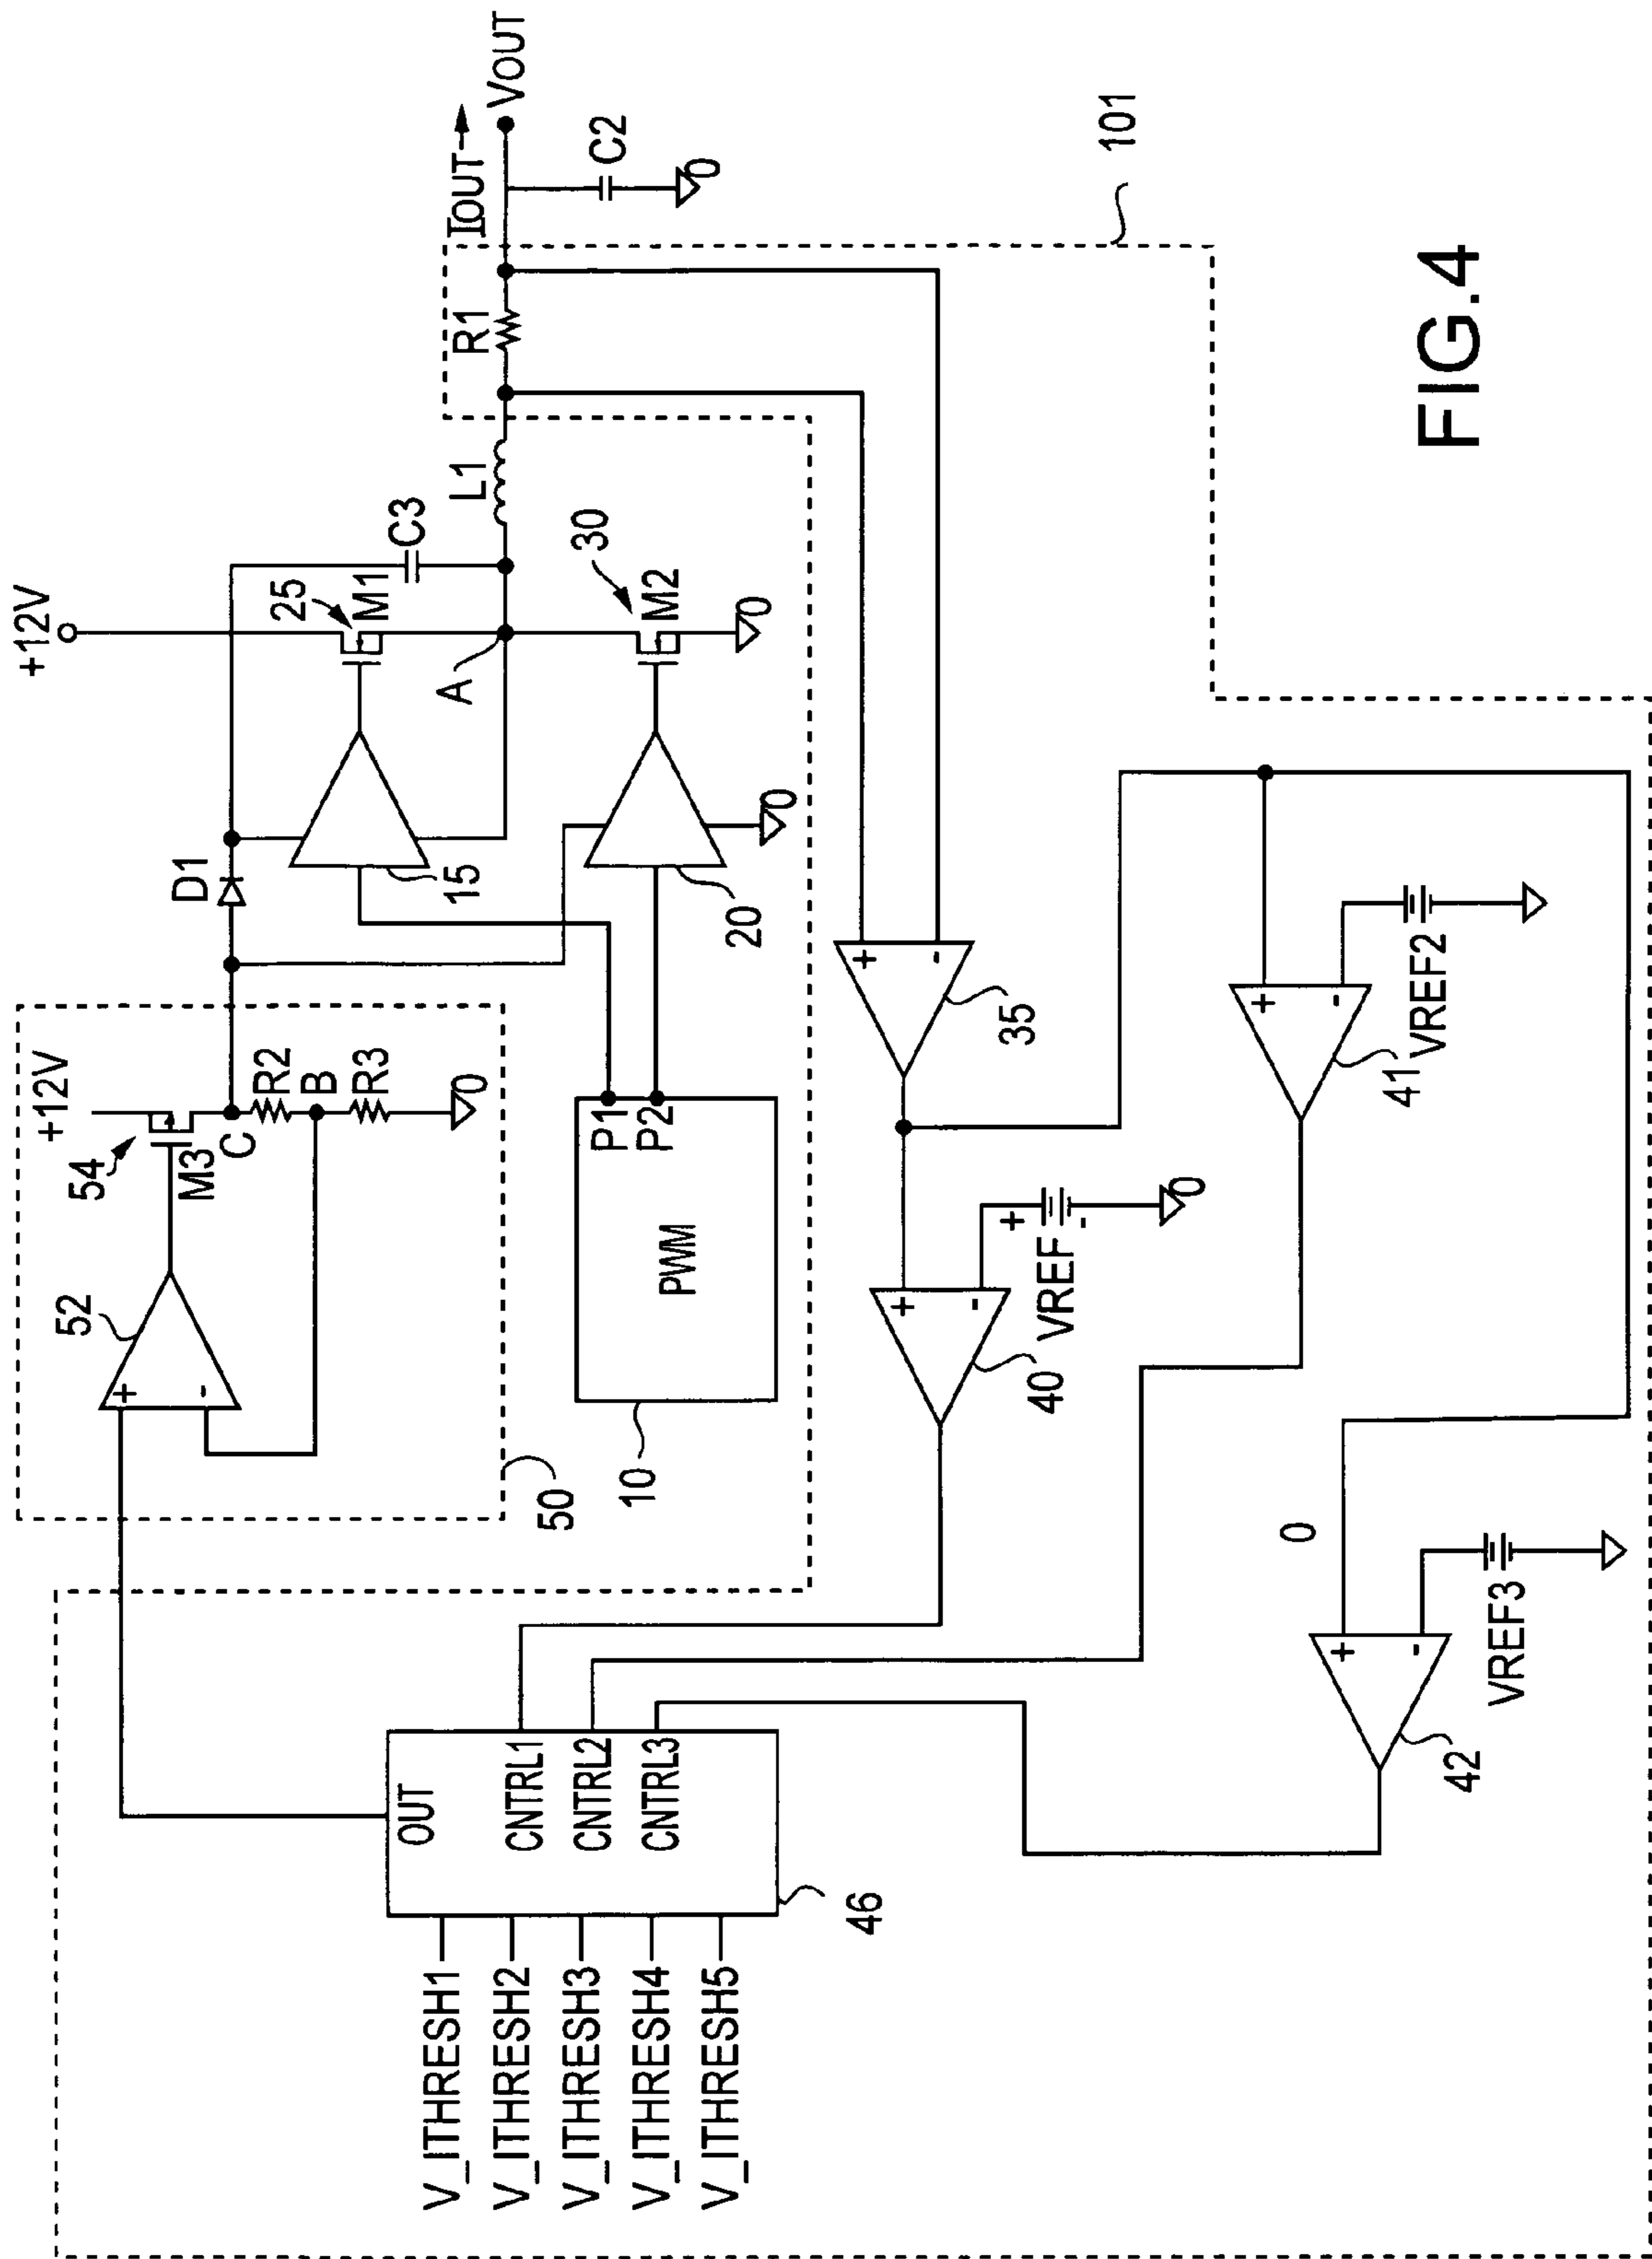 +12V
+12V
54
52
M3
C
R2
B
R3
0
50
D1
15
25
M1
C3
A
L1
R1
IOUT
VOUT
C2
0
30
M2
0
20
0
P1
P2
PWM
10
101
+
-
+
-
35
+
-
40
+
VREF
-
0
+
-
41
VREF2
0
+
-
42
VREF3
OUT
CNTRL1
CNTRL2
CNTRL3
46
V_ITHRESH1
V_ITHRESH2
V_ITHRESH3
V_ITHRESH4
V_ITHRESH5
FIG.4